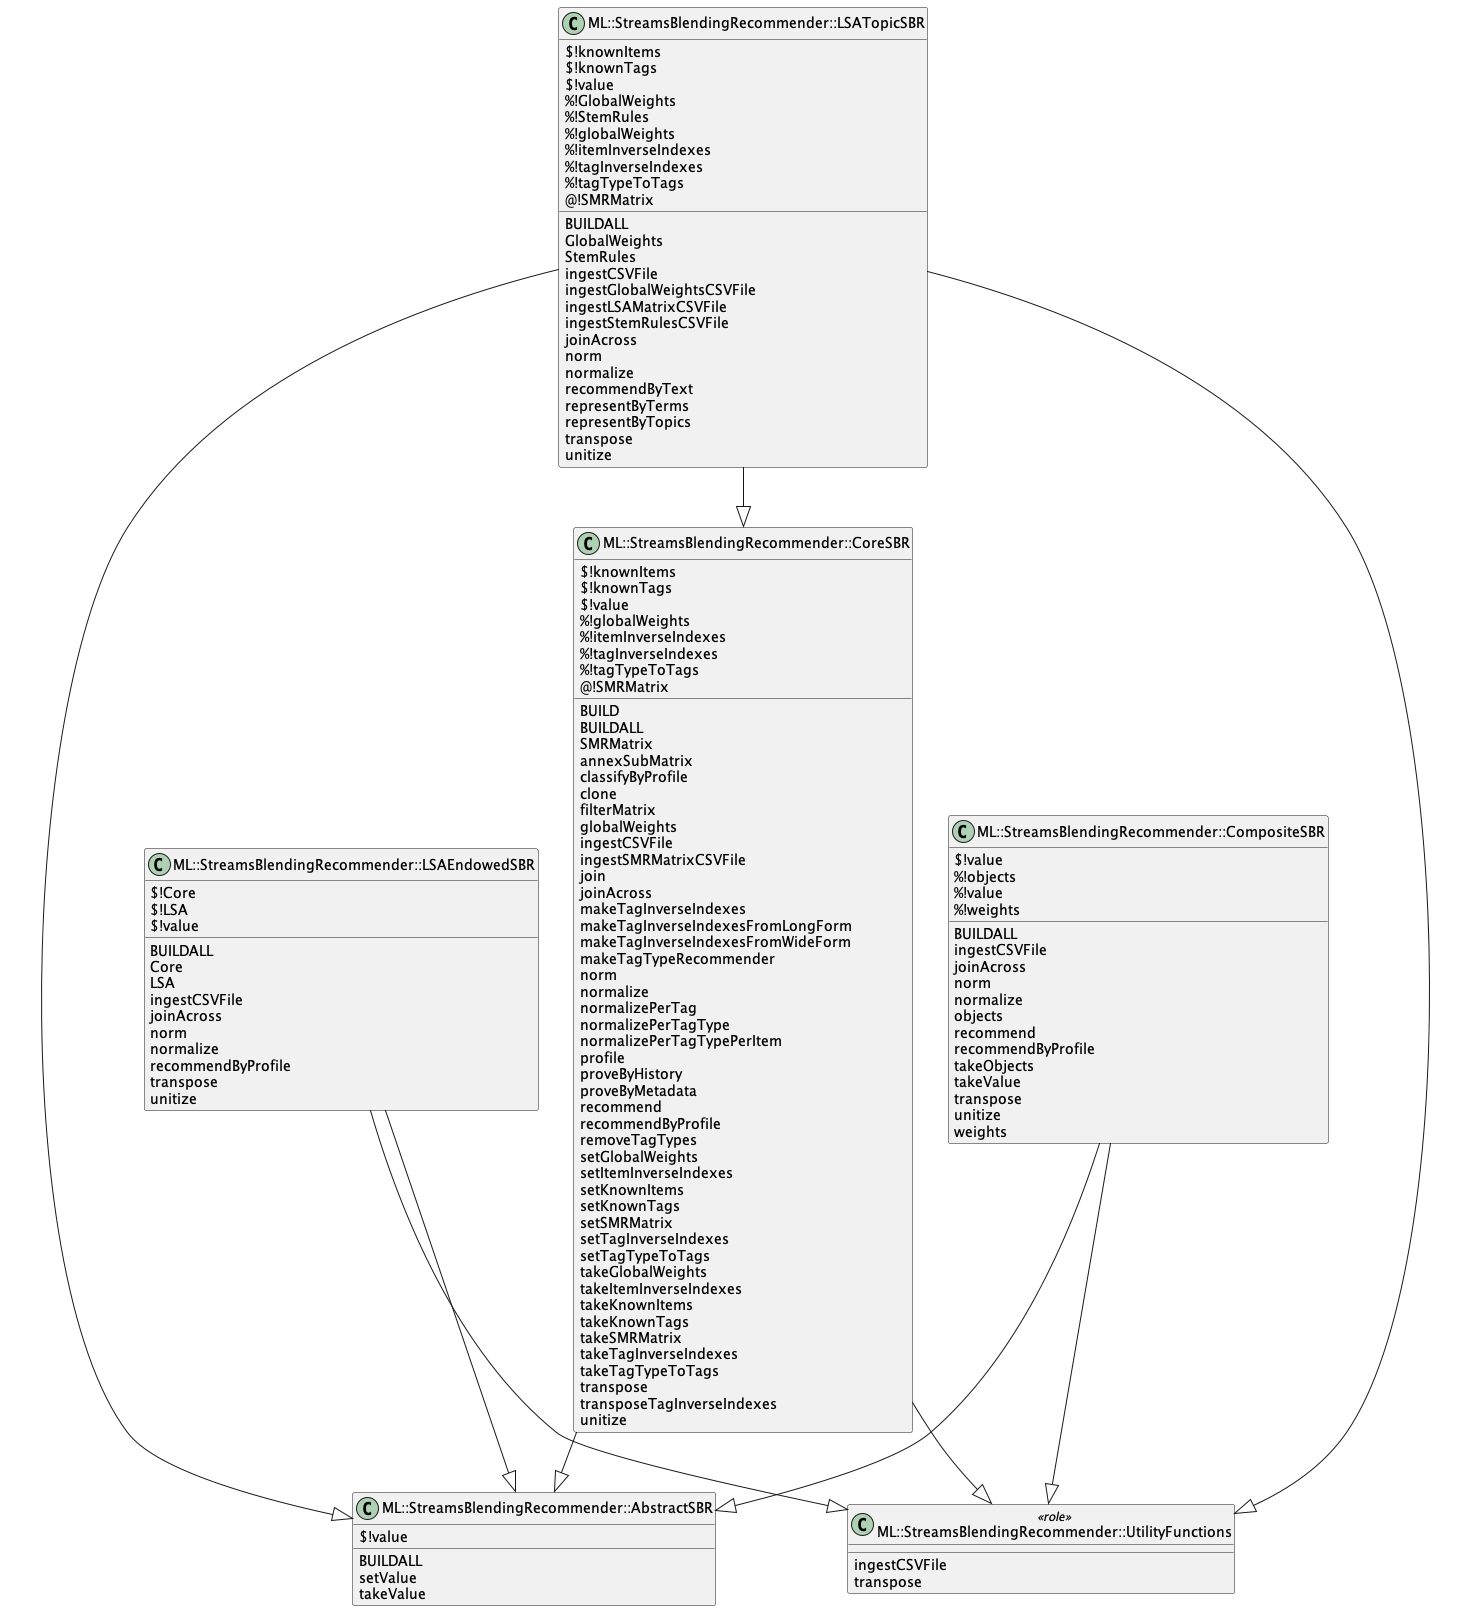 C ML::StreamsBlendingRecommender::LSATopicSBR
$!knownItems
$!knownTags
$!value
%!GlobalWeights
%!StemRules
%!globalWeights
%!itemInverseIndexes
%!tagInverseIndexes
%!tagTypeToTags
@!SMRMatrix
BUILDALL
GlobalWeights
StemRules
ingestCSVFile
ingestGlobalWeightsCSVFile
ingestLSAMatrixCSVFile
ingestStemRulesCSVFile
joinAcross
norm
normalize
recommendByText
representByTerms
representByTopics
transpose
unitize
C ML::StreamsBlendingRecommender::CoreSBR
$!knownItems
$!knownTags
$!value
%!globalWeights
%!itemInverseIndexes
%!tagInverseIndexes
%!tagTypeToTags
@!SMRMatrix
BUILD
BUILDALL
SMRMatrix
annexSubMatrix
classifyByProfile
clone
filterMatrix
globalWeights
ingestCSVFile
ingestSMRMatrixCSVFile
join
joinAcross
makeTagInverseIndexes
makeTagInverseIndexesFromLongForm
makeTagInverseIndexesFromWideForm
makeTagTypeRecommender
norm
normalize
normalizePerTag
normalizePerTagType
normalizePerTagTypePerItem
profile
proveByHistory
proveByMetadata
recommend
recommendByProfile
removeTagTypes
setGlobalWeights
setItemInverseIndexes
setKnownItems
setKnownTags
setSMRMatrix
setTagInverseIndexes
setTagTypeToTags
takeGlobalWeights
takeItemInverseIndexes
takeKnownItems
takeKnownTags
takeSMRMatrix
takeTagInverseIndexes
takeTagTypeToTags
transpose
transposeTagInverseIndexes
unitize
C ML::StreamsBlendingRecommender::LSAEndowedSBR
$!Core
$!LSA
$!value
BUILDALL
Core
LSA
ingestCSVFile
joinAcross
norm
normalize
recommendByProfile
transpose
unitize
C ML::StreamsBlendingRecommender::CompositeSBR
$!value
%!objects
%!value
%!weights
BUILDALL
ingestCSVFile
joinAcross
norm
normalize
objects
recommend
recommendByProfile
takeObjects
takeValue
transpose
unitize
weights
C ML::StreamsBlendingRecommender::AbstractSBR
$!value
BUILDALL
setValue
takeValue
«role»
C ML::StreamsBlendingRecommender::UtilityFunctions
ingestCSVFile
transpose